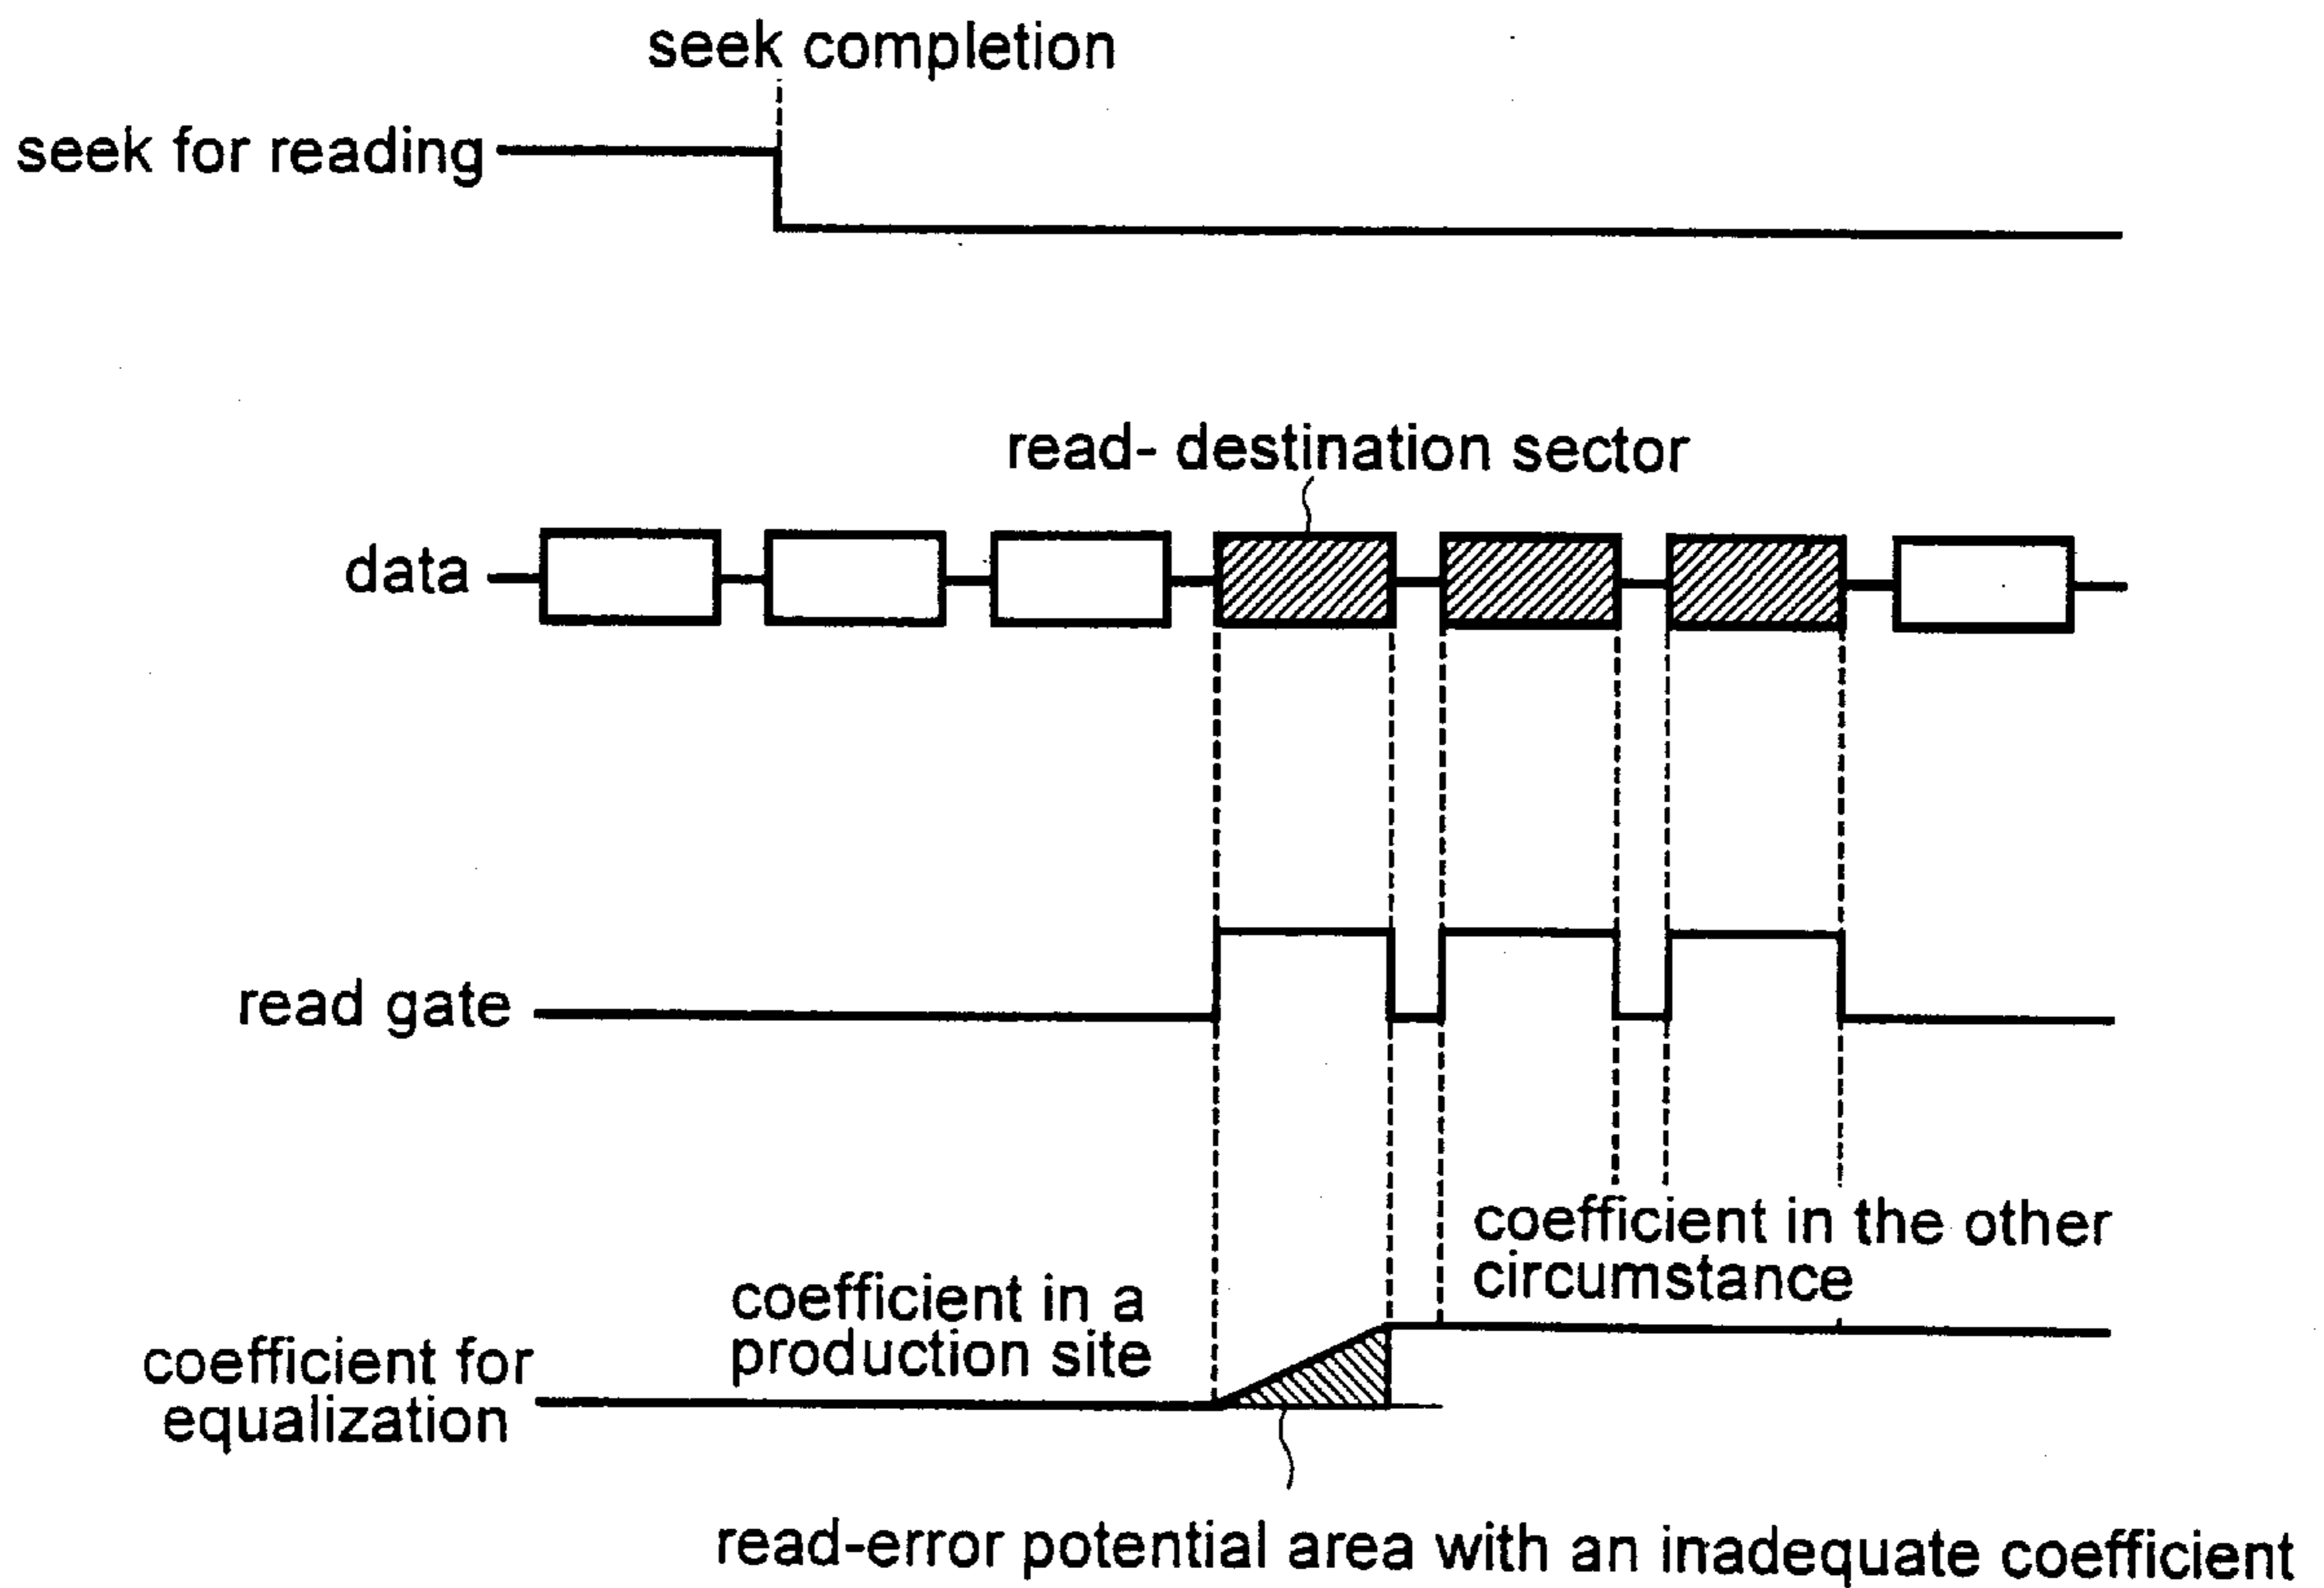 seek completion
seek for reading
read- destination sector
data
read gate
coefficient in the other
circumstance
coefficient in a
production site
coefficient for
equalization
read-error potential area with an inadequate coefficient